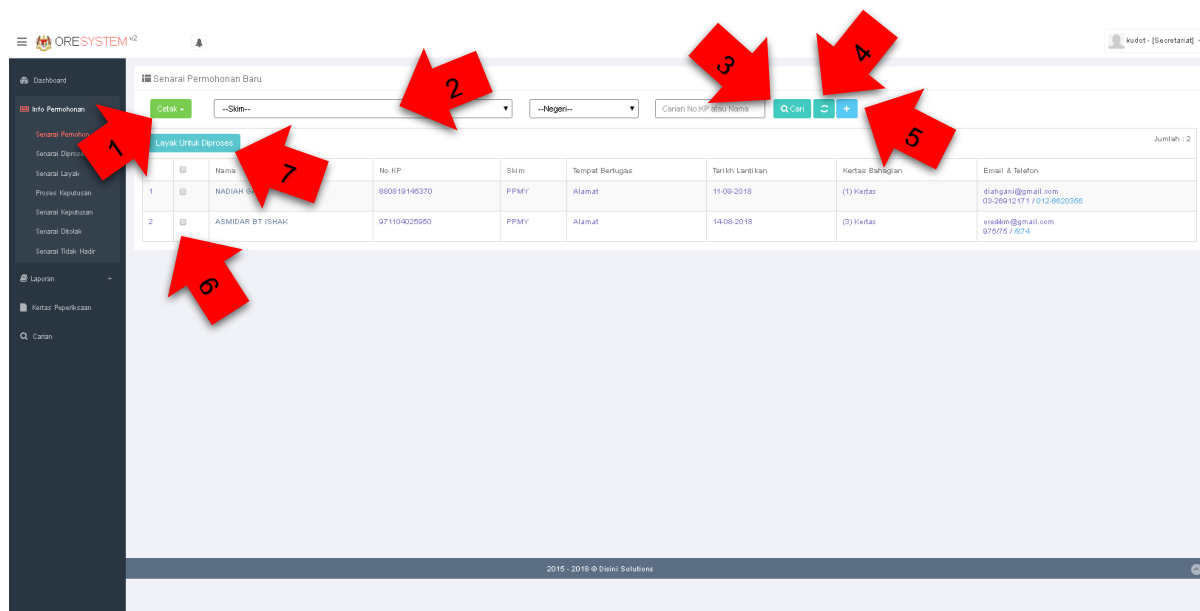 ORESYSTEM v2
kudot - [Secretariat]
Dashboard
Info Permohonan
Senarai Pemohon
Senarai Diproses
Senarai Layak
Proses Keputusan
Senarai Keputusan
Senarai Ditolak
Senarai Tidak Hadir
Laporan +
Kertas Peperiksaan
Carian
Senarai Permohonan Baru
Cetak --Skim-- --Negeri-- Carian No.KP atau Nama Cari +
Layak Untuk Diproses
Jumlah : 2
Nama No.KP Skim Tempat Bertugas Tarikh Lantikan Kertas Bahagian Email & Telefon
1 NADIAH 880819145370 PPMY Alamat 11-09-2018 (1) Kertas diahgani@gmail.com
03-26912171 / 012-6620366
2 ASMIDAR BT ISHAK 971104025950 PPMY Alamat 14-08-2018 (3) Kertas oreskkm@gmail.com
975/75 / /874
1
2
3
4
5
6
7
2015 - 2018 © Disini Solutions